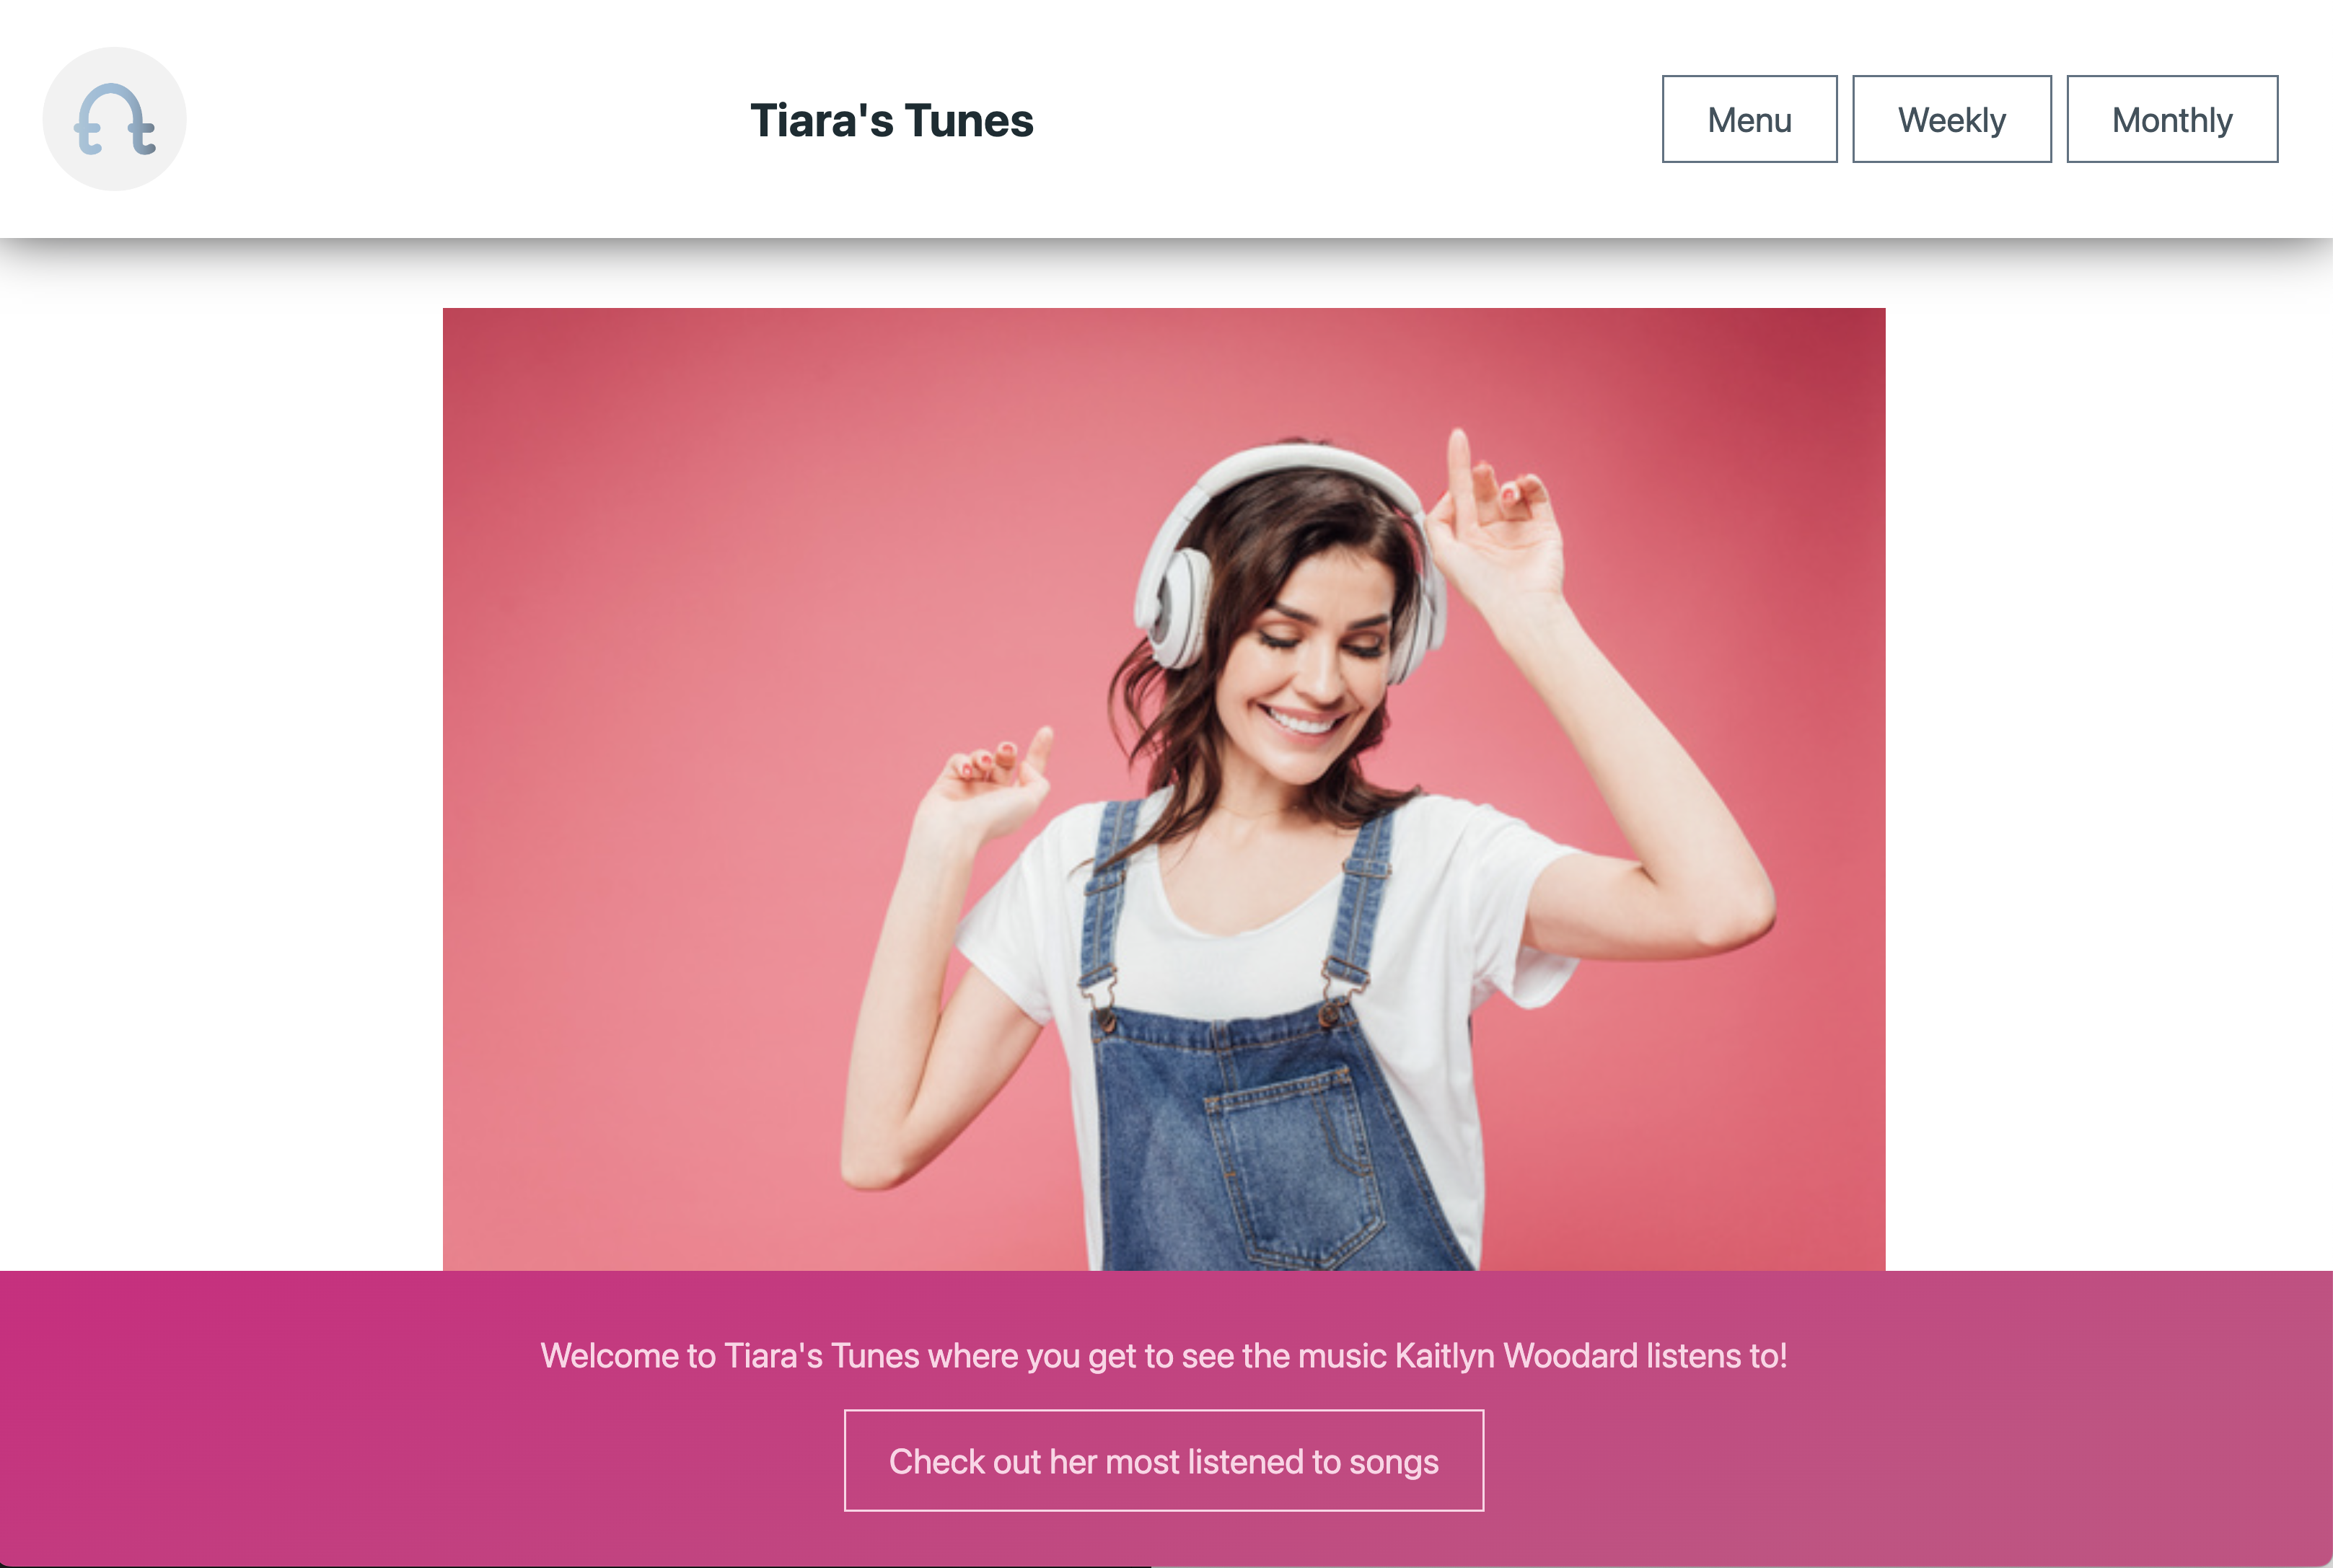 Tiara's Tunes
Menu
Weekly
Monthly
Welcome to Tiara's Tunes where you get to see the music Kaitlyn Woodard listens to!
Check out her most listened to songs